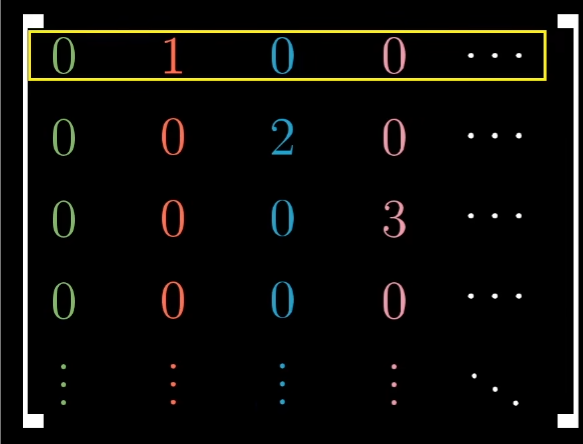 0 1 0 0 ⋯
0 0 2 0 ⋯
0 0 0 3 ⋯
0 0 0 0 ⋯
⋮ ⋮ ⋮ ⋮ ⋱